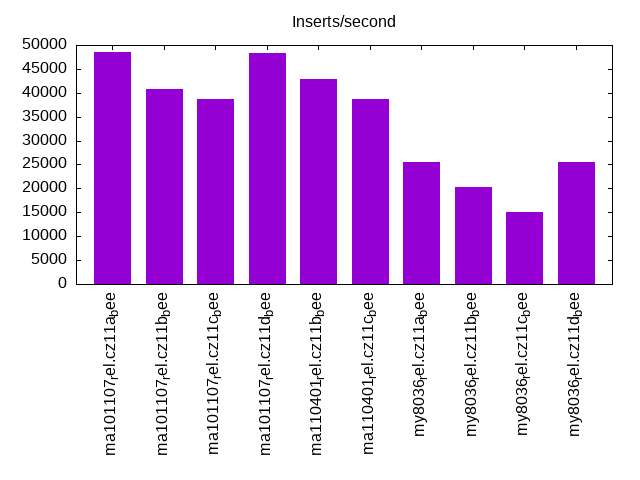 Inserts/second
50000
45000
40000
35000
30000
25000
20000
15000
10000
5000
0
ma101107rel.cz11abee
ma101107rel.cz11bbee
ma101107rel.cz11cbee
ma101107rel.cz11dbee
ma110401rel.cz11bbee
ma110401rel.cz11cbee
my8036rel.cz11abee
my8036rel.cz11bbee
my8036rel.cz11cbee
my8036rel.cz11dbee